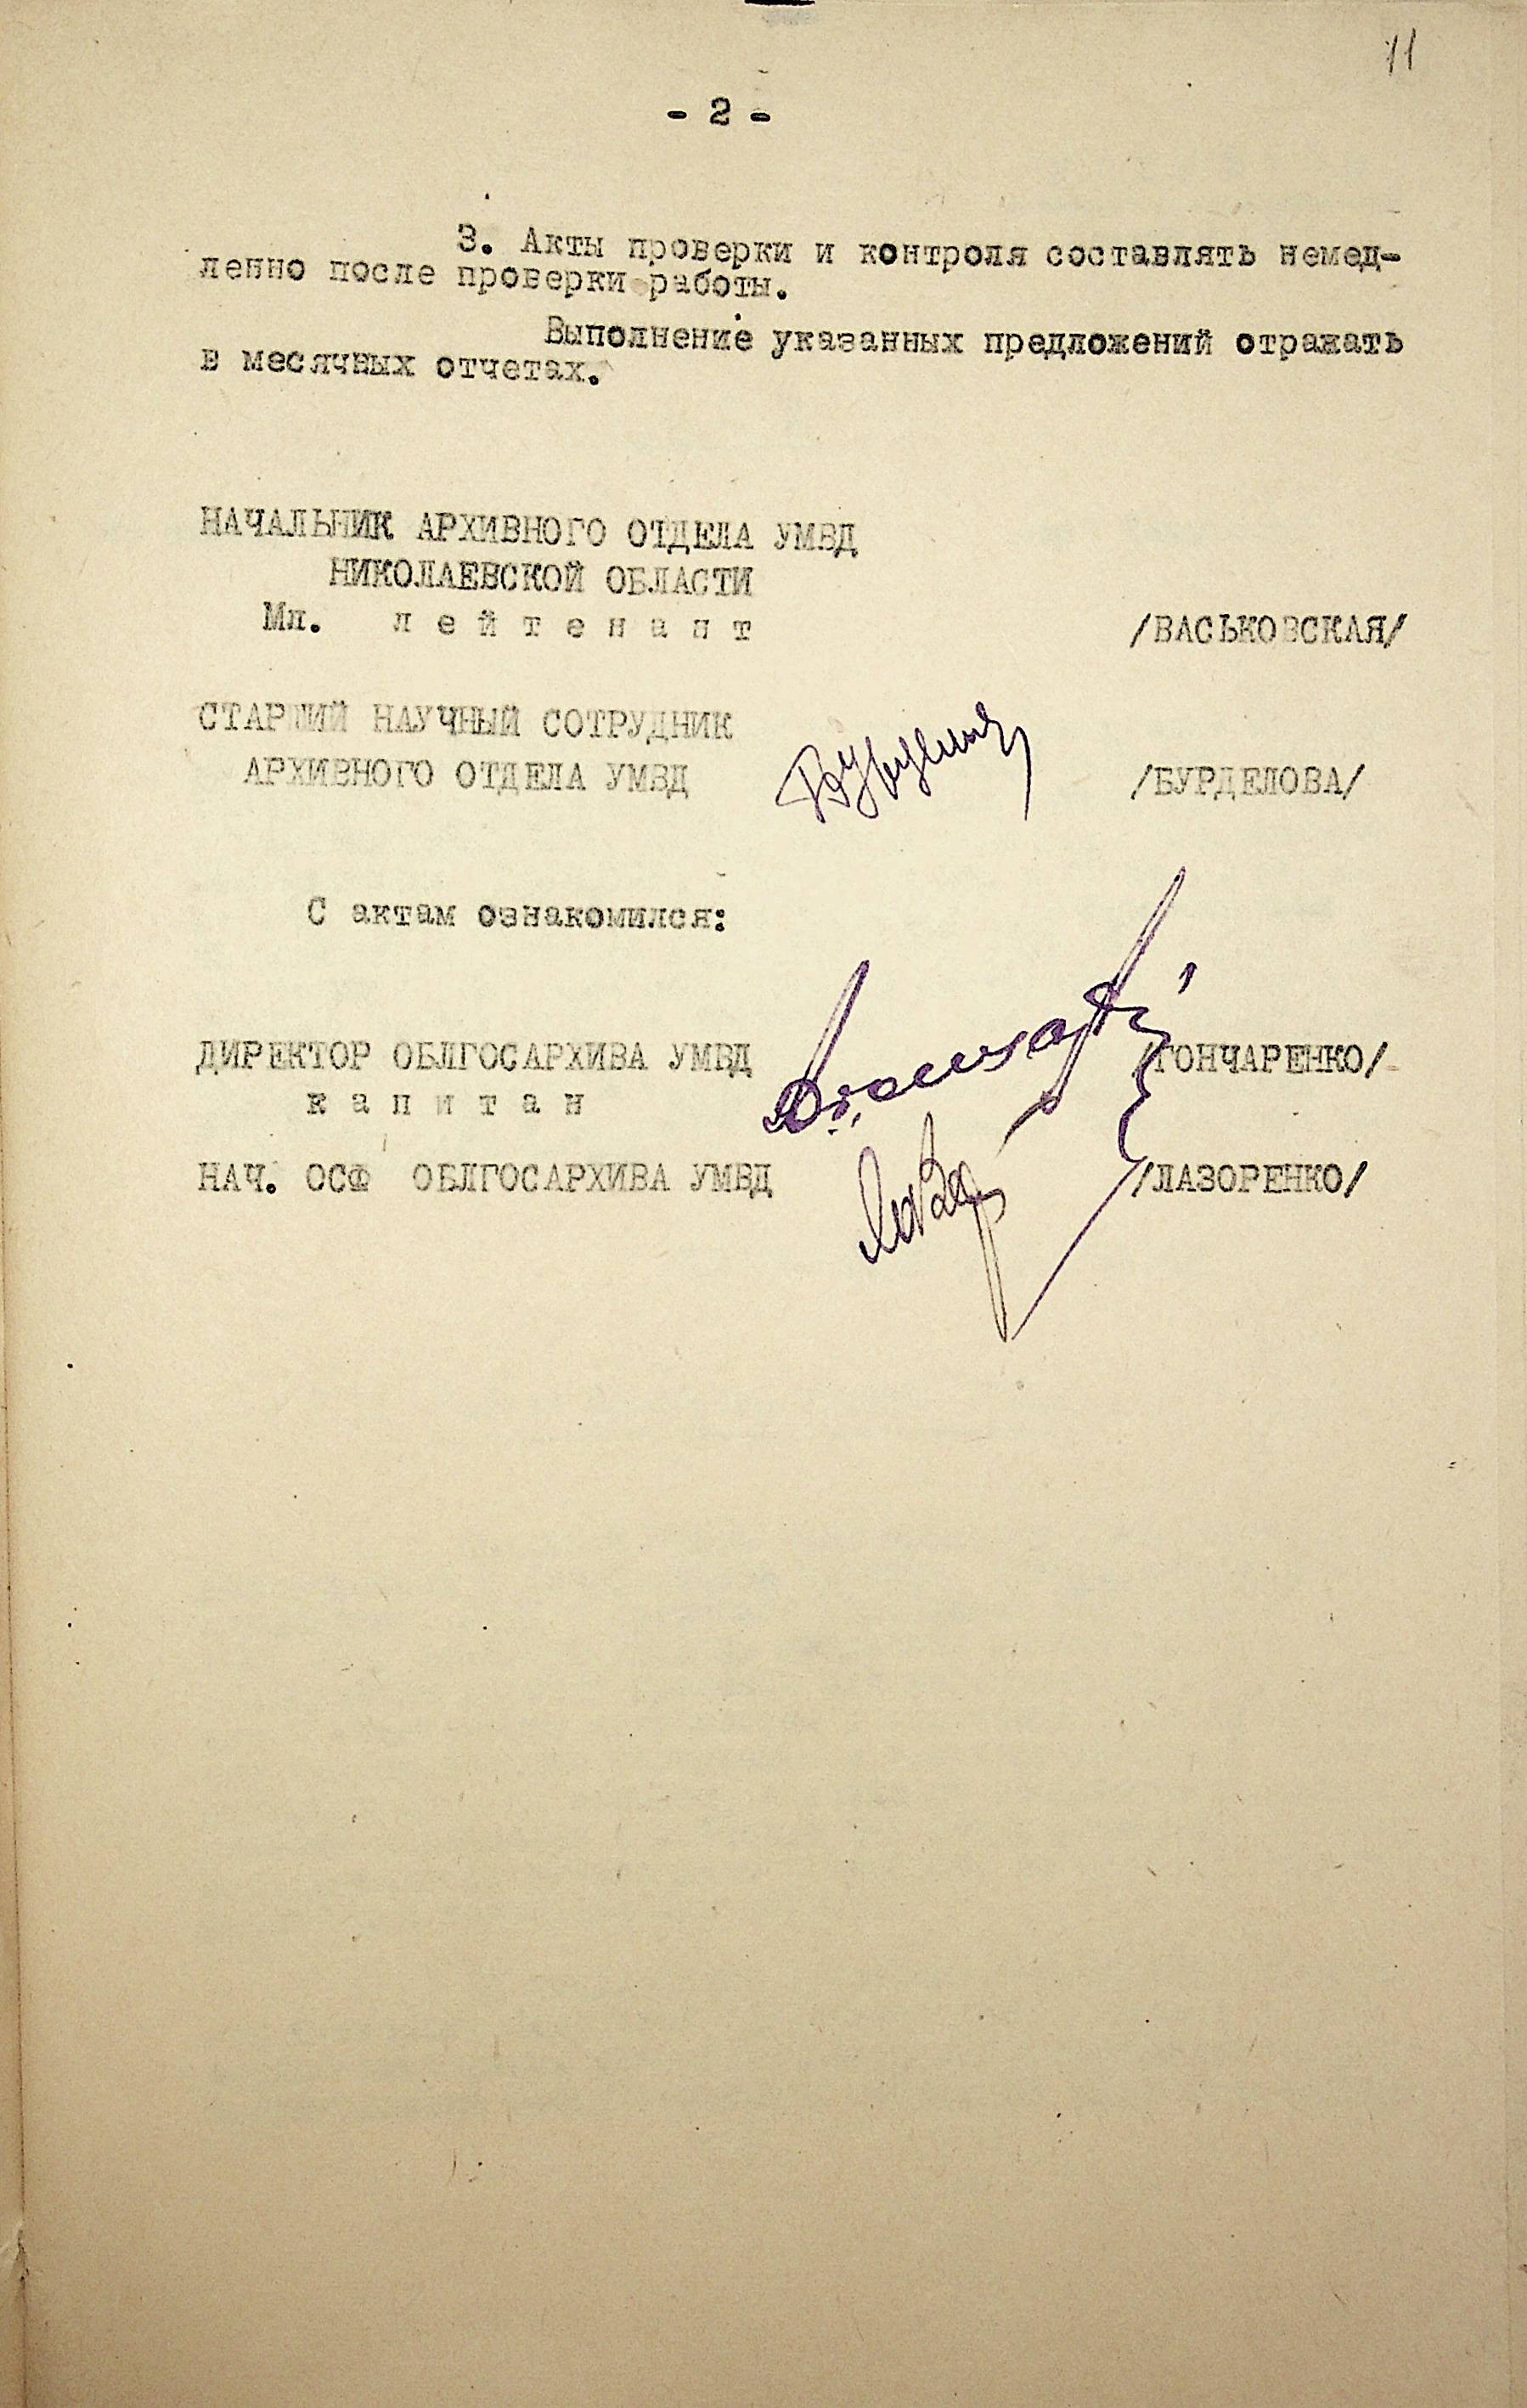 11
- 2 -
3. Акты проверки и контроля составлять немед-
ленно после проверки работы.
Выполнение указанных предложений отражать
в месячных отчетах.
НАЧАЛЬНИК АРХИВНОГО ОТДЕЛА УМВД
НИКОЛАЕВСКОЙ ОБЛАСТИ
Мл. л е й т е н а н т /ВАСЬКОВСКАЯ/
СТАРШИЙ НАУЧНЫЙ СОТРУДНИК
АРХИВНОГО ОТДЕЛА УМВД /БУРДЕЛОВА/
С актам ознакомился:
ДИРЕКТОР ОБЛГОСАРХИВА УМВД /ГОНЧАРЕНКО/
к а п и т а н
НАЧ. ОСФ ОБЛГОСАРХИВА УМВД /ЛАЗОРЕНКО/